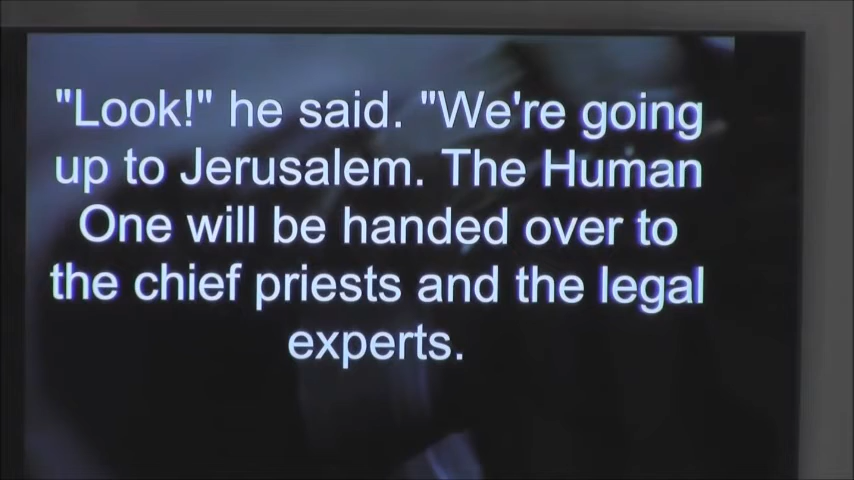 "Look!" he said. "We're going
up to Jerusalem. The Human
One will be handed over to
the chief priests and the legal
experts.